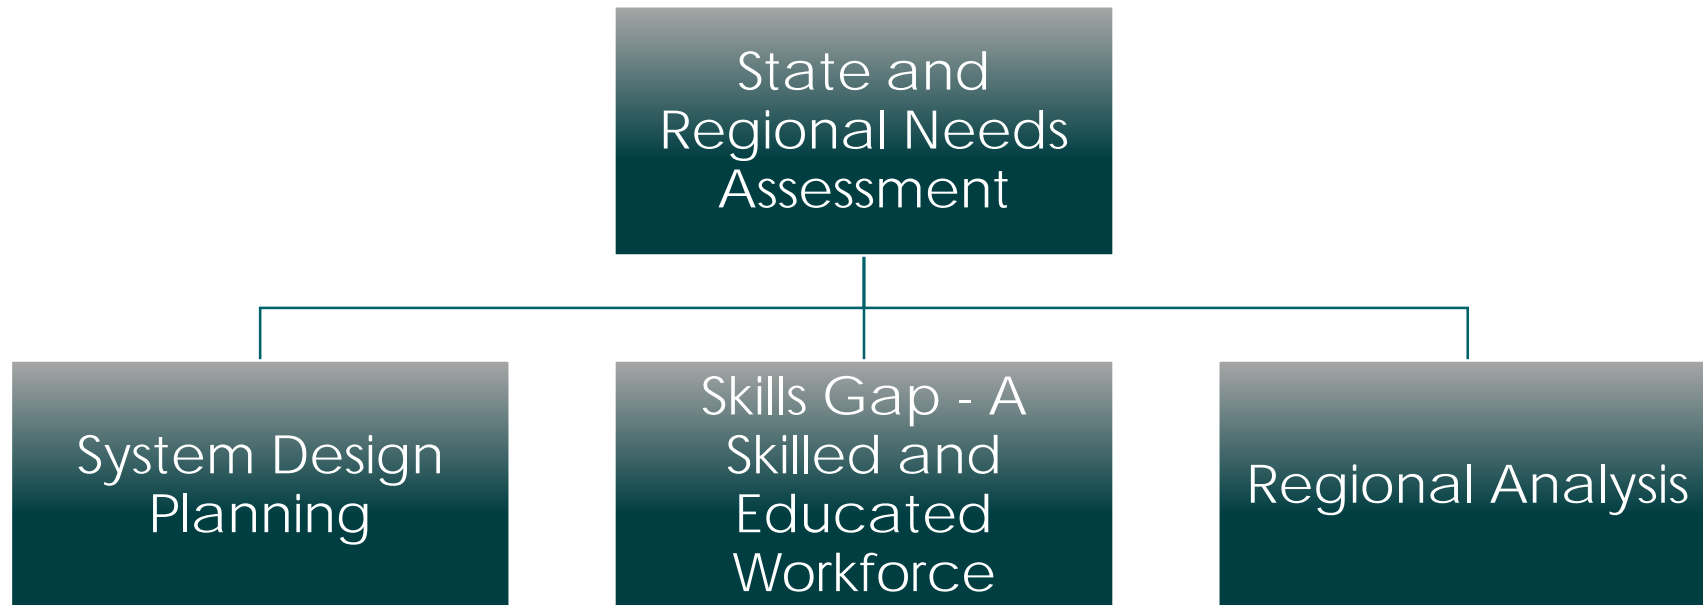 State and
Regional Needs
Assessment
System Design
Planning
Skills Gap - A
Skilled and
Educated
Workforce
Regional Analysis